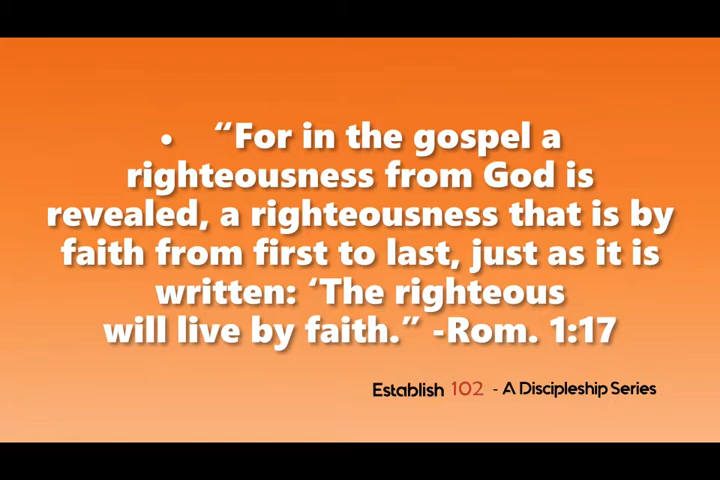 • “For in the gospel a
righteousness from God is
revealed, a righteousness that is by
faith from first to last, just as it is
written: ‘The righteous
will live by faith.” -Rom. 1:17
Establish 102 - A Discipleship Series